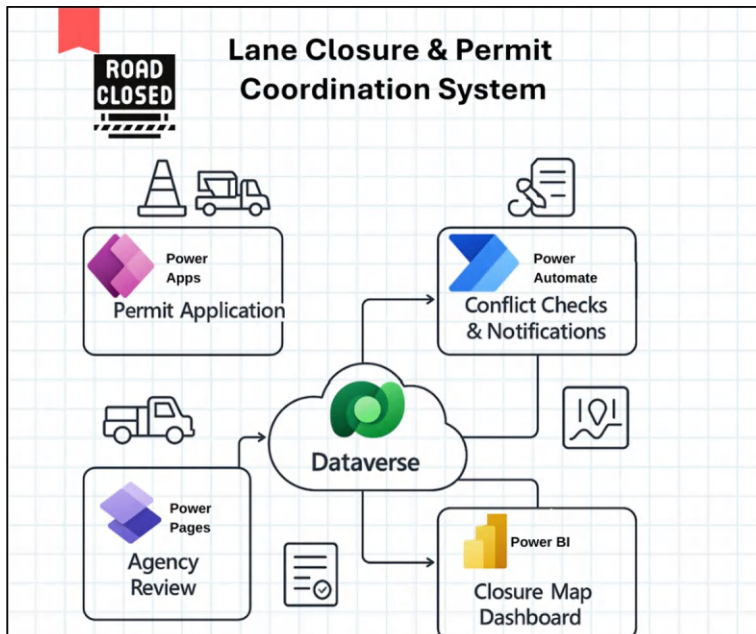 Lane Closure & Permit
Coordination System
ROAD
CLOSED
Power
Apps
Permit Application
Power
Automate
Conflict Checks
& Notifications
Dataverse
Power
Pages
Agency
Review
Power BI
Closure Map
Dashboard